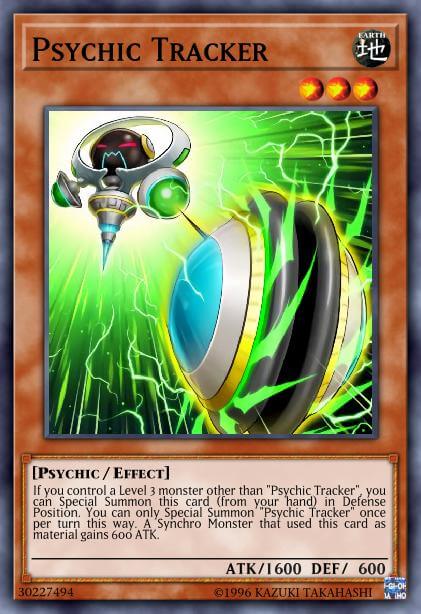 PSYCHIC TRACKER
EARTH
地
[PSYCHIC / EFFECT]
If you control a Level 3 monster other than "Psychic Tracker", you
can Special Summon this card (from your hand) in Defense
Position. You can only Special Summon "Psychic Tracker" once
per turn this way. A Synchro Monster that used this card as
material gains 600 ATK.
ATK/1600 DEF/ 600
30227494
©1996 KAZUKI TAKAHASHI